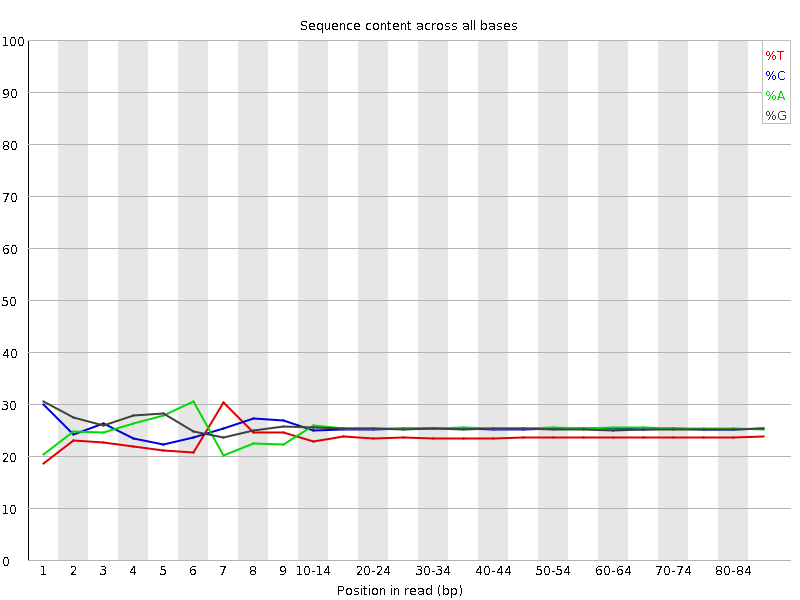 Sequence content across all bases
100
90
80
70
60
50
40
30
20
10
0
%T
%C
%A
%G
1 2 3 4 5 6 7 8 9 10-14 20-24 30-34 40-44 50-54 60-64 70-74 80-84
Position in read (bp)